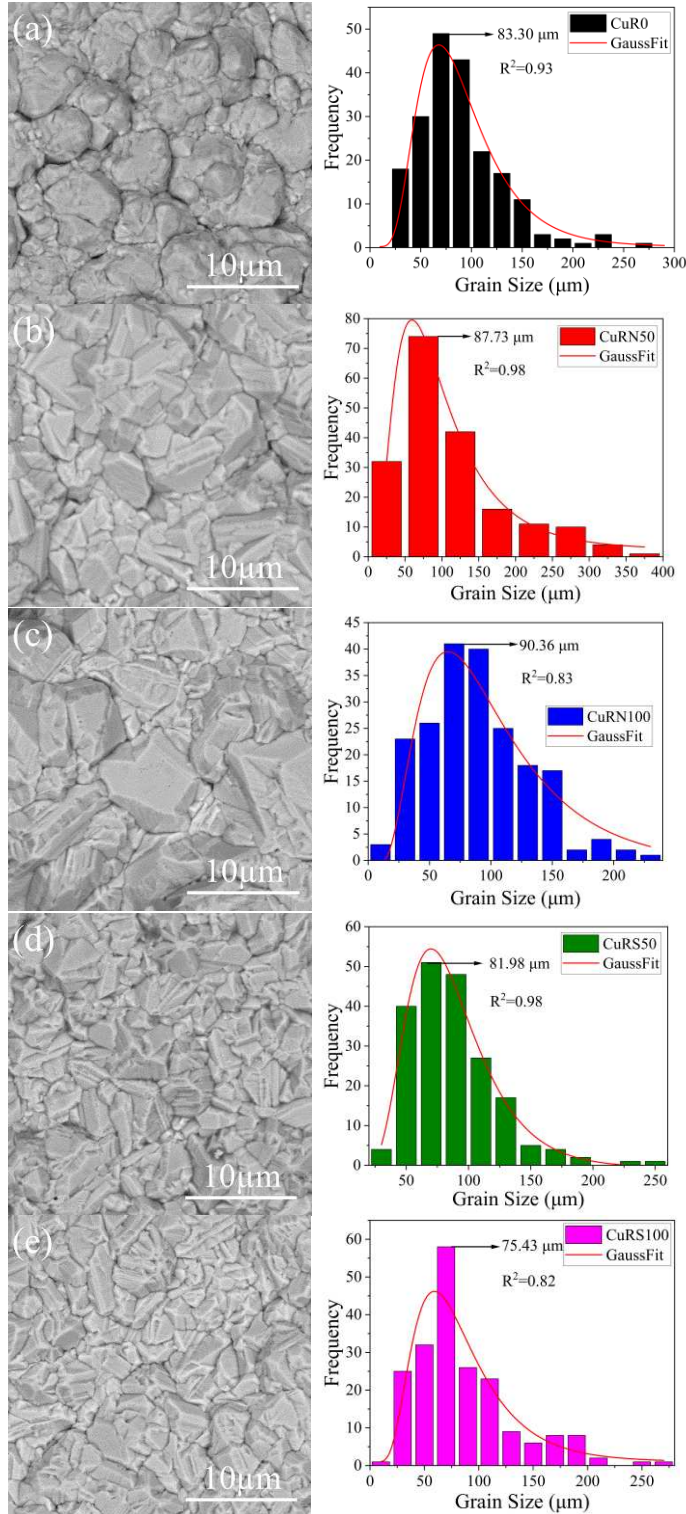 (a)
10μm
50
40
30
20
10
0
Frequency
83.30 μm
R²=0.93
CuR0
GaussFit
0 50 100 150 200 250 300
Grain Size (μm)
(b)
10μm
80
70
60
50
40
30
20
10
0
Frequency
87.73 μm
R²=0.98
CuRN50
GaussFit
0 50 100 150 200 250 300 350 400
Grain Size (μm)
(c)
10μm
45
40
35
30
25
20
15
10
5
0
Frequency
90.36 μm
R²=0.83
CuRN100
GaussFit
0 50 100 150 200
Grain Size (μm)
(d)
10μm
60
50
40
30
20
10
0
Frequency
81.98 μm
R²=0.98
CuRS50
GaussFit
50 100 150 200 250
Grain Size (μm)
(e)
10μm
60
50
40
30
20
10
0
Frequency
75.43 μm
R²=0.82
CuRS100
GaussFit
0 50 100 150 200 250
Grain Size (μm)